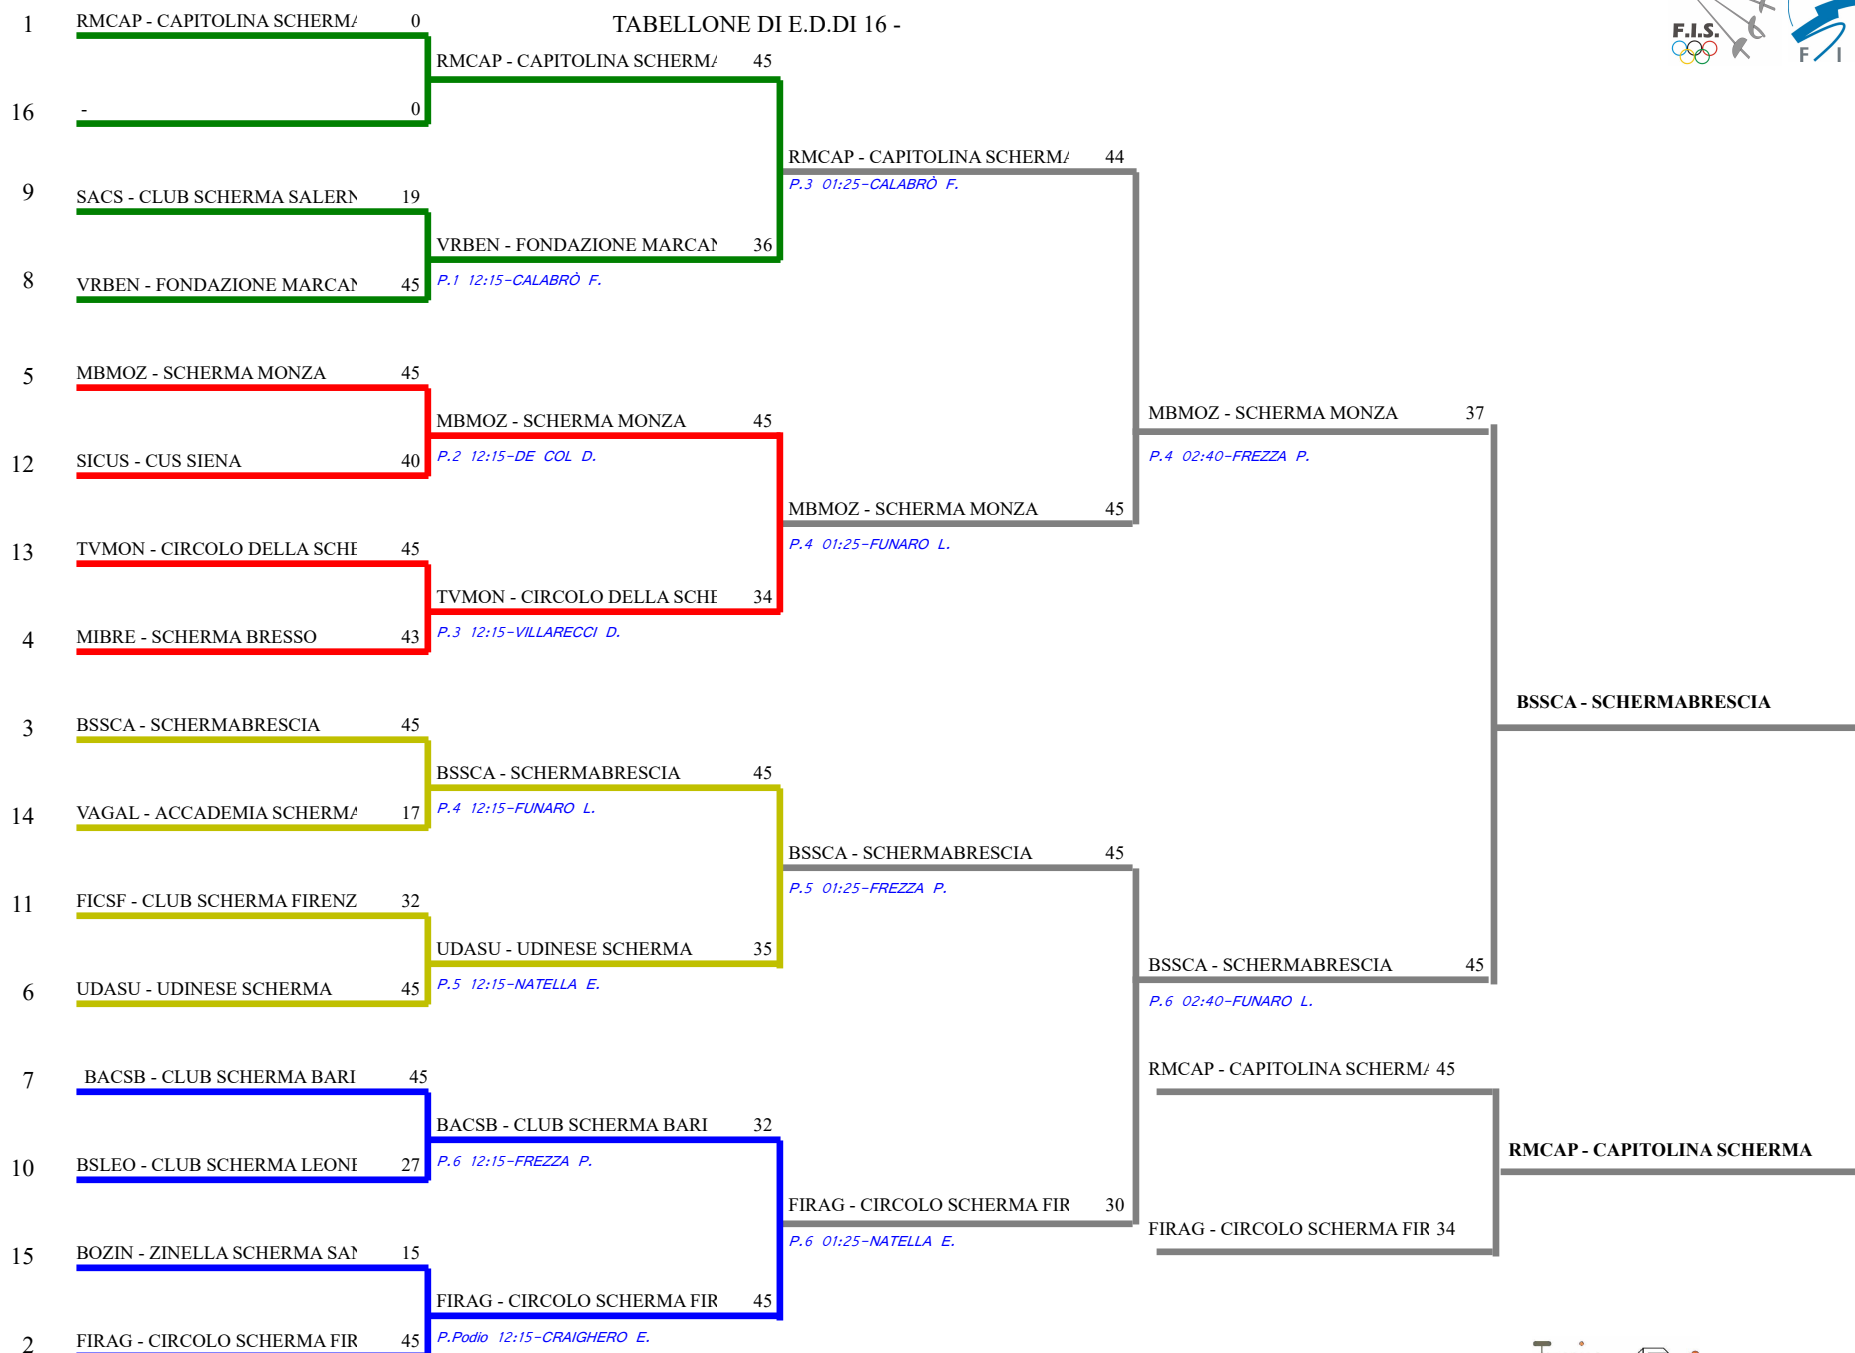 TABELLONE DI E.D.DI 16 -
F.I.S.
F I
1 RMCAP - CAPITOLINA SCHERMA 0
RMCAP - CAPITOLINA SCHERMA 45
16 - 0
RMCAP - CAPITOLINA SCHERMA 44
P.3 01:25-CALABRÒ F.
9 SACS - CLUB SCHERMA SALERN 19
VRBEN - FONDAZIONE MARCAN 36
P.1 12:15-CALABRÒ F.
8 VRBEN - FONDAZIONE MARCAN 45
5 MBMOZ - SCHERMA MONZA 45
MBMOZ - SCHERMA MONZA 45
P.2 12:15-DE COL D.
MBMOZ - SCHERMA MONZA 37
P.4 02:40-FREZZA P.
12 SICUS - CUS SIENA 40
MBMOZ - SCHERMA MONZA 45
P.4 01:25-FUNARO L.
13 TVMON - CIRCOLO DELLA SCHE 45
TVMON - CIRCOLO DELLA SCHE 34
P.3 12:15-VILLARECCI D.
4 MIBRE - SCHERMA BRESSO 43
BSSCA - SCHERMABRESCIA
3 BSSCA - SCHERMABRESCIA 45
BSSCA - SCHERMABRESCIA 45
P.4 12:15-FUNARO L.
14 VAGAL - ACCADEMIA SCHERMA 17
BSSCA - SCHERMABRESCIA 45
P.5 01:25-FREZZA P.
11 FICSF - CLUB SCHERMA FIRENZ 32
UDASU - UDINESE SCHERMA 35
P.5 12:15-NATELLA E.
BSSCA - SCHERMABRESCIA 45
P.6 02:40-FUNARO L.
6 UDASU - UDINESE SCHERMA 45
7 BACSB - CLUB SCHERMA BARI 45
RMCAP - CAPITOLINA SCHERMA 45
BACSB - CLUB SCHERMA BARI 32
P.6 12:15-FREZZA P.
RMCAP - CAPITOLINA SCHERMA
10 BSLEO - CLUB SCHERMA LEONE 27
FIRAG - CIRCOLO SCHERMA FIR 30
P.6 01:25-NATELLA E.
FIRAG - CIRCOLO SCHERMA FIR 34
15 BOZIN - ZINELLA SCHERMA SAN 15
FIRAG - CIRCOLO SCHERMA FIR 45
P.Podio 12:15-CRAIGHERO E.
2 FIRAG - CIRCOLO SCHERMA FIR 45